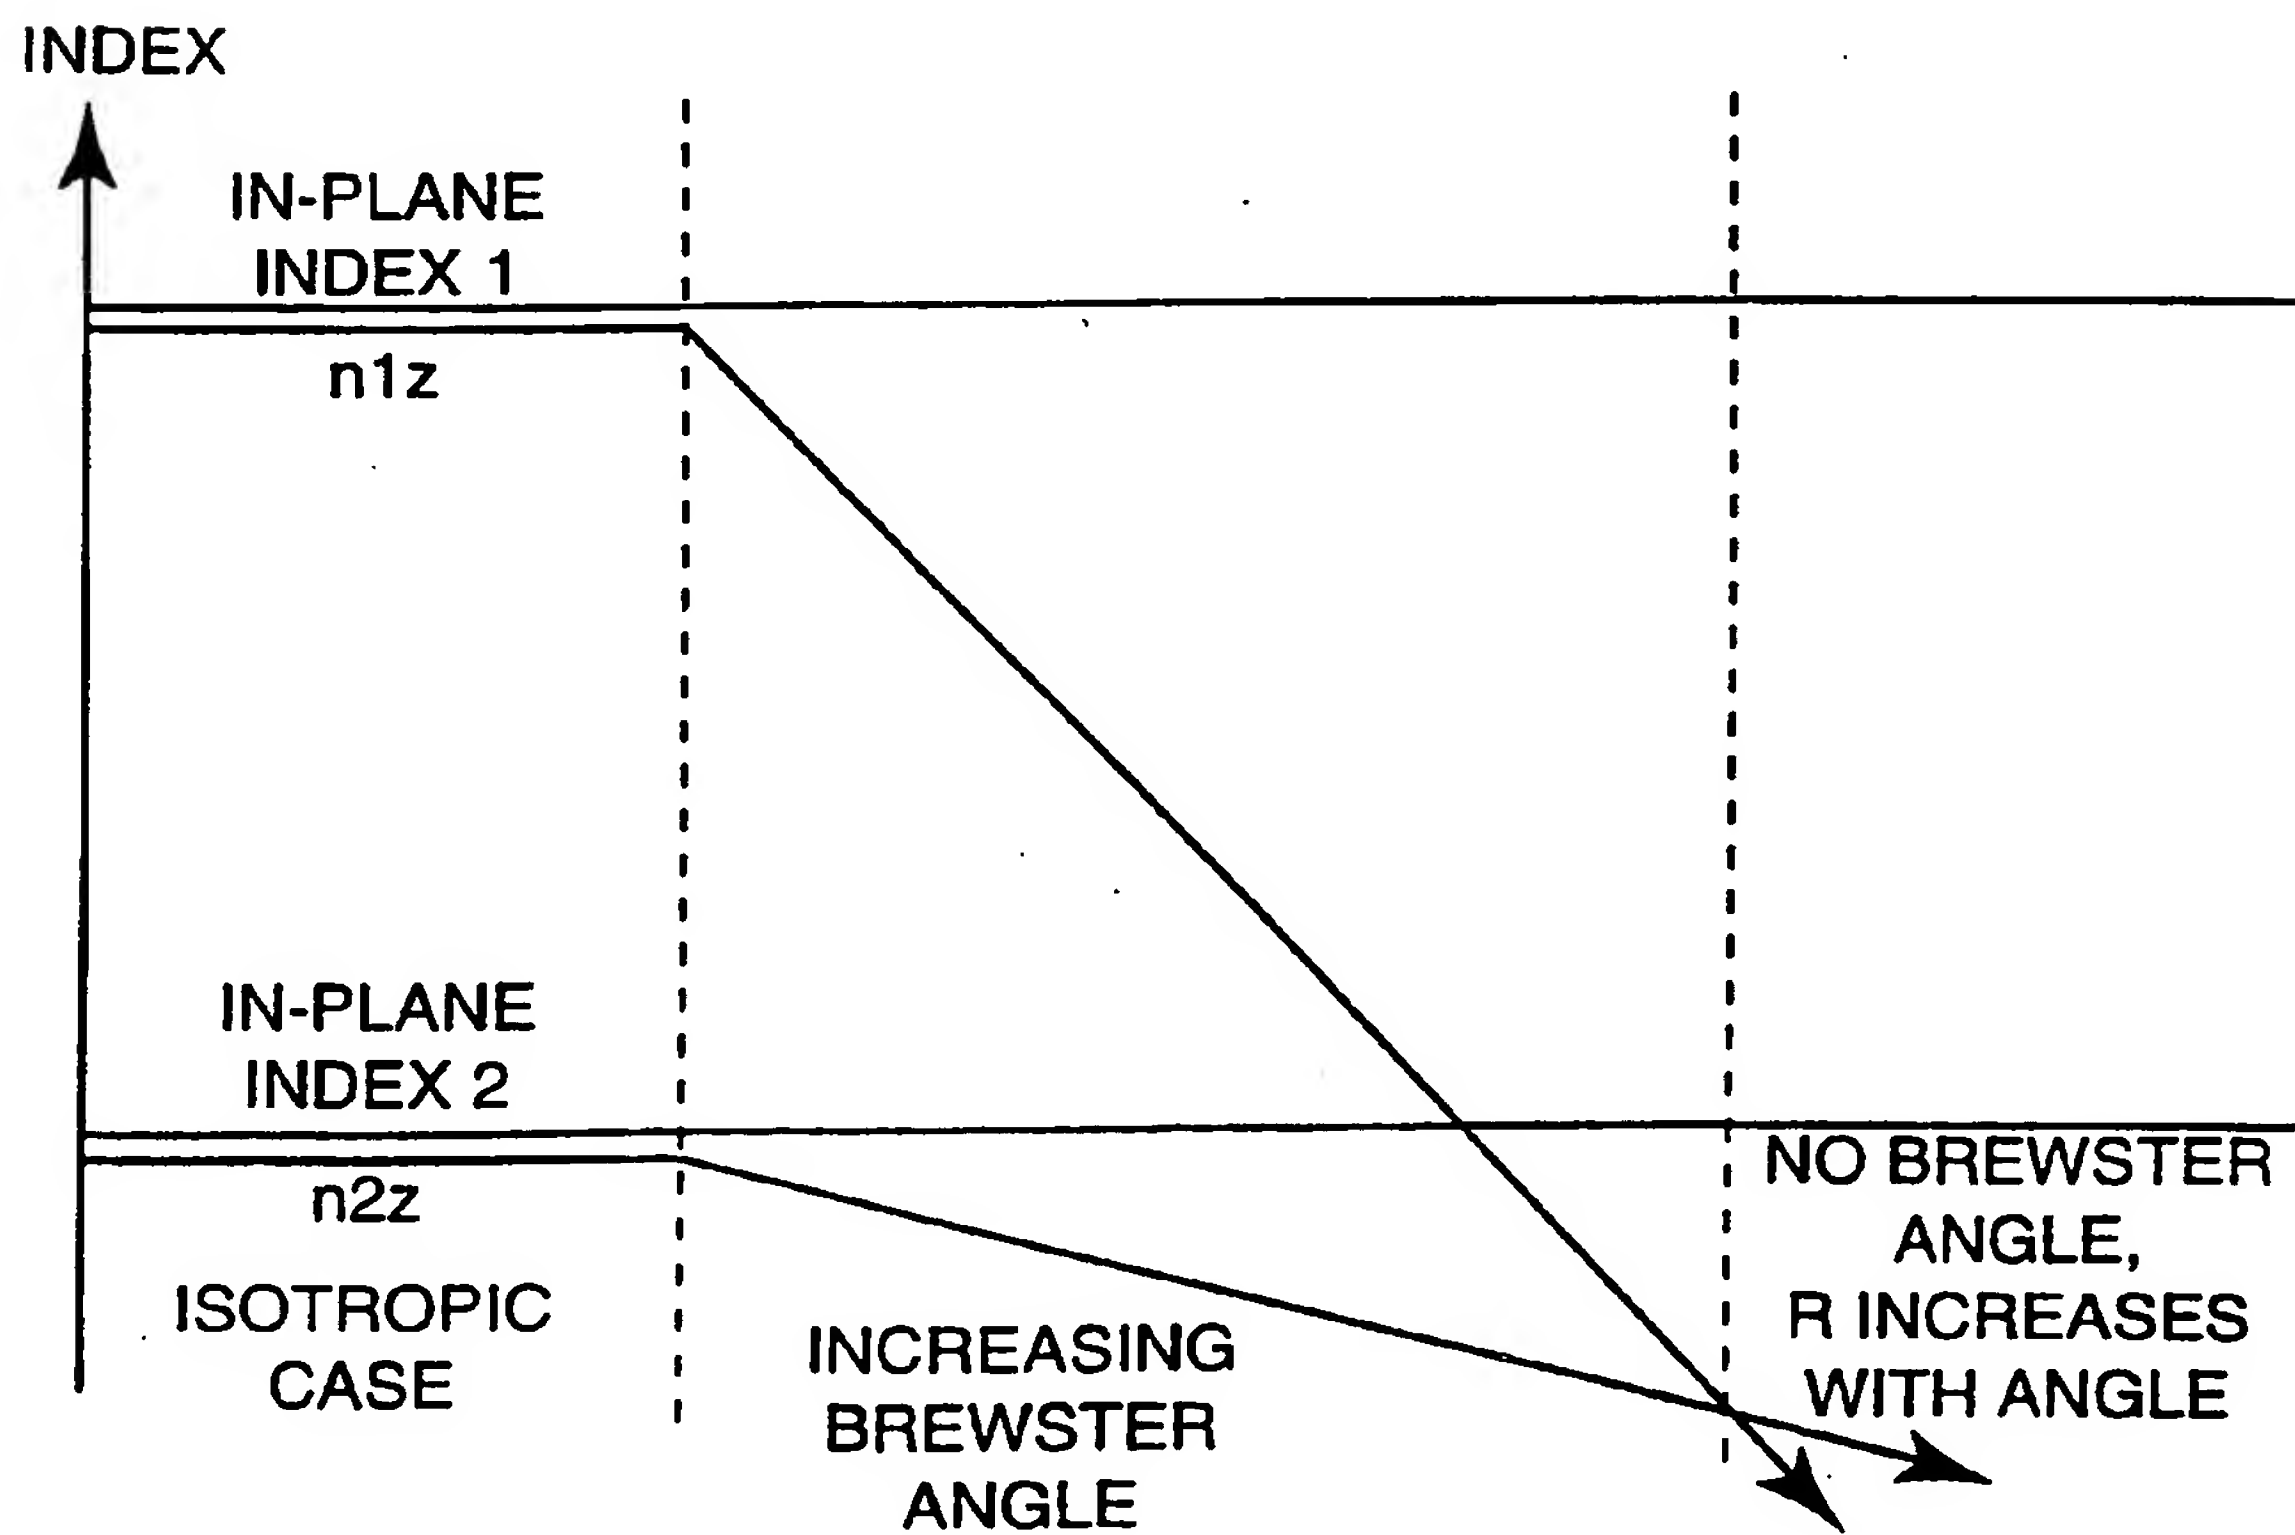 INDEX
IN-PLANE
INDEX 1
n1z
IN-PLANE
INDEX 2
n2z
ISOTROPIC
CASE
INCREASING
BREWSTER
ANGLE
NO BREWSTER
ANGLE,
R INCREASES
WITH ANGLE